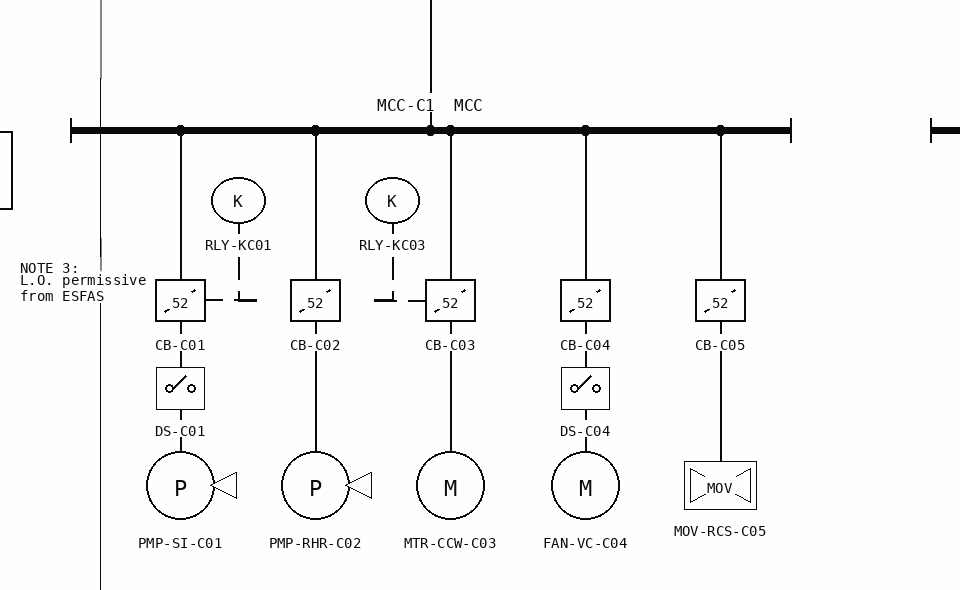 MCC-C1 MCC
K K
RLY-KC01 RLY-KC03
NOTE 3:
L.O. permissive
from ESFAS
52 52 52 52 52
CB-C01 CB-C02 CB-C03 CB-C04 CB-C05
DS-C01 DS-C04
P P M M MOV
PMP-SI-C01 PMP-RHR-C02 MTR-CCW-C03 FAN-VC-C04 MOV-RCS-C05